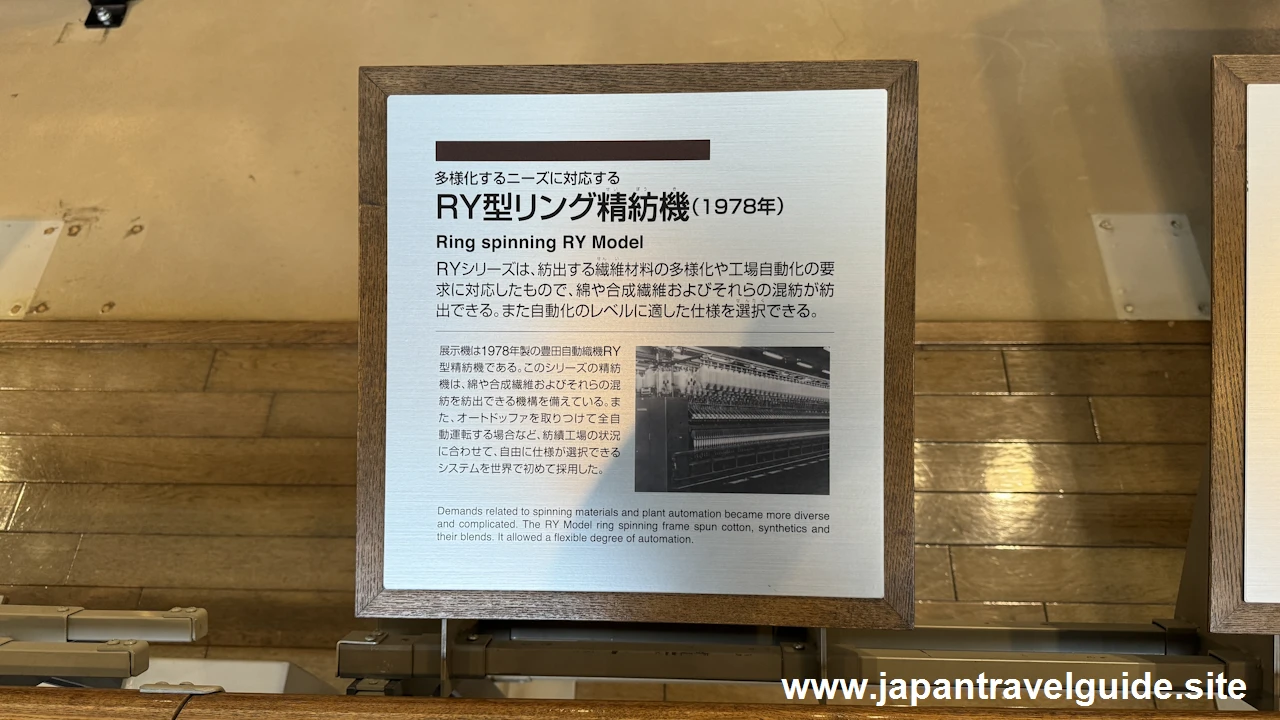 多様化するニーズに対応する
RY型リング精紡機(1978年)
Ring spinning RY Model
RYシリーズは、紡出する繊維材料の多様化や工場自動化の要
求に対応したもので、綿や合成繊維およびそれらの混紡が紡
出できる。また自動化のレベルに適した仕様を選択できる。
展示機は1978年製の豊田自動織機RY
型精紡機である。このシリーズの精紡
機は、綿や合成繊維およびそれらの混
紡を紡出できる機構を備えている。ま
た、オートドッファを取りつけて全自
動運転する場合など、紡績工場の状況
に合わせて、自由に仕様が選択できる
システムを世界で初めて採用した。
Demands related to spinning materials and plant automation became more diverse
and complicated. The RY Model ring spinning frame spun cotton, synthetics and
their blends. It allowed a flexible degree of automation.
www.japantravelguide.site